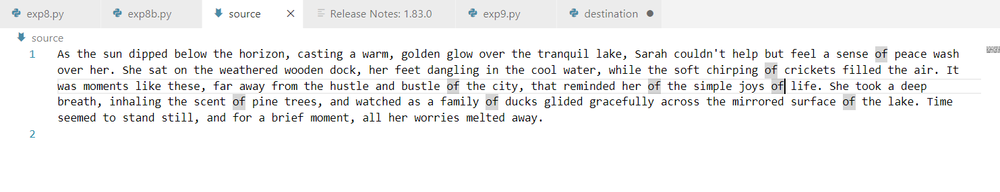 exp8.py exp8b.py source Release Notes: 1.83.0 exp9.py destination
source
1 As the sun dipped below the horizon, casting a warm, golden glow over the tranquil lake, Sarah couldn't help but feel a sense of peace wash
over her. She sat on the weathered wooden dock, her feet dangling in the cool water, while the soft chirping of crickets filled the air. It
was moments like these, far away from the hustle and bustle of the city, that reminded her of the simple joys of life. She took a deep
breath, inhaling the scent of pine trees, and watched as a family of ducks glided gracefully across the mirrored surface of the lake. Time
seemed to stand still, and for a brief moment, all her worries melted away.
2